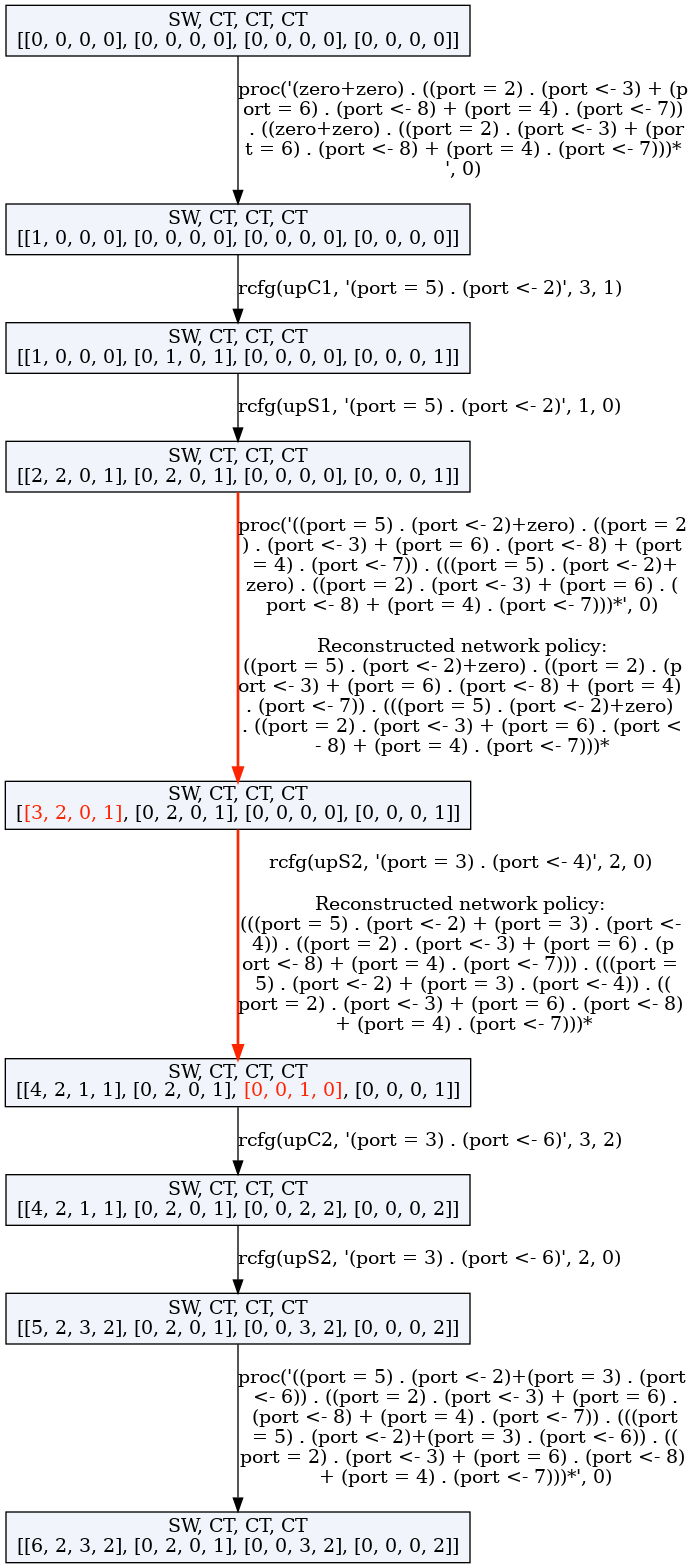 SW, CT, CT, CT
[[0, 0, 0, 0], [0, 0, 0, 0], [0, 0, 0, 0], [0, 0, 0, 0]]
proc('(zero+zero) . ((port = 2) . (port <- 3) + (p
ort = 6) . (port <- 8) + (port = 4) . (port <- 7))
. ((zero+zero) . ((port = 2) . (port <- 3) + (por
t = 6) . (port <- 8) + (port = 4) . (port <- 7)))*
', 0)
SW, CT, CT, CT
[[1, 0, 0, 0], [0, 0, 0, 0], [0, 0, 0, 0], [0, 0, 0, 0]]
rcfg(upC1, '(port = 5) . (port <- 2)', 3, 1)
SW, CT, CT, CT
[[1, 0, 0, 0], [0, 1, 0, 1], [0, 0, 0, 0], [0, 0, 0, 1]]
rcfg(upS1, '(port = 5) . (port <- 2)', 1, 0)
SW, CT, CT, CT
[[2, 2, 0, 1], [0, 2, 0, 1], [0, 0, 0, 0], [0, 0, 0, 1]]
proc('((port = 5) . (port <- 2)+zero) . ((port = 2
) . (port <- 3) + (port = 6) . (port <- 8) + (port
= 4) . (port <- 7)) . (((port = 5) . (port <- 2)+
zero) . ((port = 2) . (port <- 3) + (port = 6) . (
port <- 8) + (port = 4) . (port <- 7)))*', 0)
Reconstructed network policy:
((port = 5) . (port <- 2)+zero) . ((port = 2) . (p
ort <- 3) + (port = 6) . (port <- 8) + (port = 4)
. (port <- 7)) . (((port = 5) . (port <- 2)+zero)
. ((port = 2) . (port <- 3) + (port = 6) . (port <
- 8) + (port = 4) . (port <- 7)))*
SW, CT, CT, CT
[[3, 2, 0, 1], [0, 2, 0, 1], [0, 0, 0, 0], [0, 0, 0, 1]]
rcfg(upS2, '(port = 3) . (port <- 4)', 2, 0)
Reconstructed network policy:
(((port = 5) . (port <- 2) + (port = 3) . (port <-
4)) . ((port = 2) . (port <- 3) + (port = 6) . (p
ort <- 8) + (port = 4) . (port <- 7))) . (((port =
5) . (port <- 2) + (port = 3) . (port <- 4)) . ((
port = 2) . (port <- 3) + (port = 6) . (port <- 8)
+ (port = 4) . (port <- 7)))*
SW, CT, CT, CT
[[4, 2, 1, 1], [0, 2, 0, 1], [0, 0, 1, 0], [0, 0, 0, 1]]
rcfg(upC2, '(port = 3) . (port <- 6)', 3, 2)
SW, CT, CT, CT
[[4, 2, 1, 1], [0, 2, 0, 1], [0, 0, 2, 2], [0, 0, 0, 2]]
rcfg(upS2, '(port = 3) . (port <- 6)', 2, 0)
SW, CT, CT, CT
[[5, 2, 3, 2], [0, 2, 0, 1], [0, 0, 3, 2], [0, 0, 0, 2]]
proc('((port = 5) . (port <- 2)+(port = 3) . (port
<- 6)) . ((port = 2) . (port <- 3) + (port = 6) .
(port <- 8) + (port = 4) . (port <- 7)) . (((port
= 5) . (port <- 2)+(port = 3) . (port <- 6)) . ((
port = 2) . (port <- 3) + (port = 6) . (port <- 8)
+ (port = 4) . (port <- 7)))*', 0)
SW, CT, CT, CT
[[6, 2, 3, 2], [0, 2, 0, 1], [0, 0, 3, 2], [0, 0, 0, 2]]